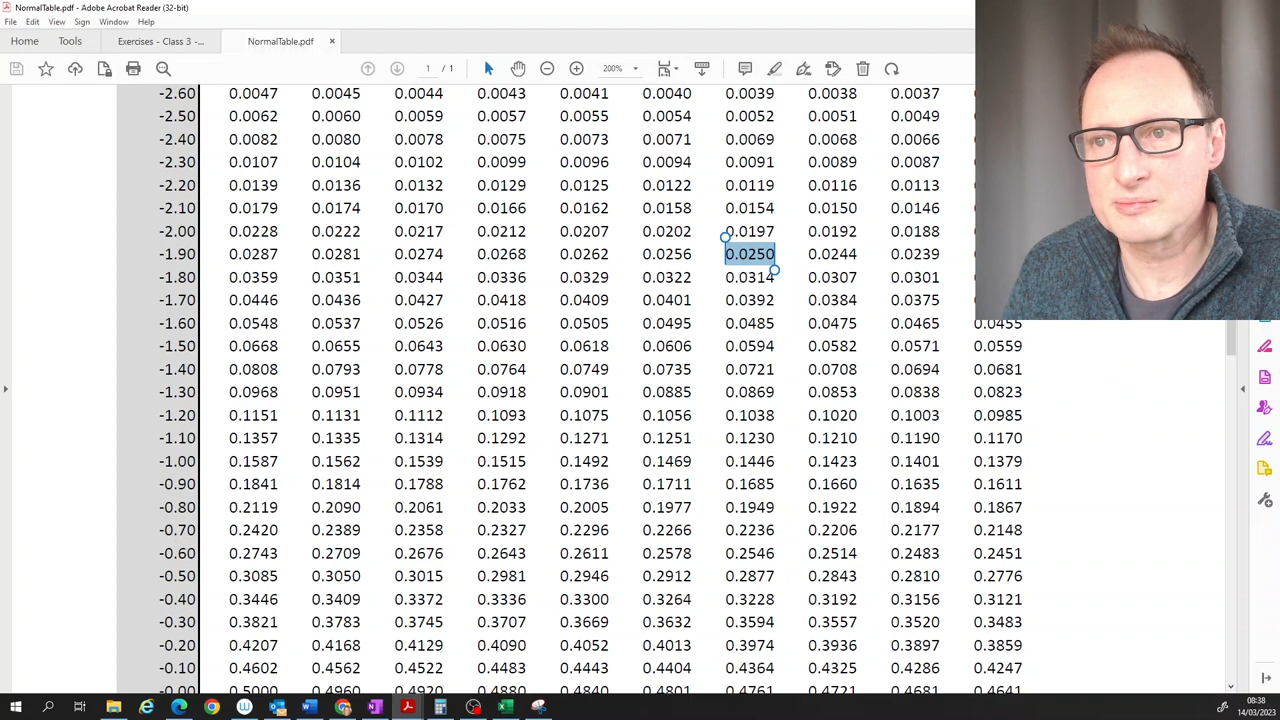 NormalTable.pdf - Adobe Acrobat Reader (32-bit)
File Edit View Sign Window Help
Home Tools Exercises - Class 3 -... NormalTable.pdf ×
1 / 1 200%
-2.60 0.0047 0.0045 0.0044 0.0043 0.0041 0.0040 0.0039 0.0038 0.0037
-2.50 0.0062 0.0060 0.0059 0.0057 0.0055 0.0054 0.0052 0.0051 0.0049
-2.40 0.0082 0.0080 0.0078 0.0075 0.0073 0.0071 0.0069 0.0068 0.0066
-2.30 0.0107 0.0104 0.0102 0.0099 0.0096 0.0094 0.0091 0.0089 0.0087
-2.20 0.0139 0.0136 0.0132 0.0129 0.0125 0.0122 0.0119 0.0116 0.0113
-2.10 0.0179 0.0174 0.0170 0.0166 0.0162 0.0158 0.0154 0.0150 0.0146
-2.00 0.0228 0.0222 0.0217 0.0212 0.0207 0.0202 0.0197 0.0192 0.0188
-1.90 0.0287 0.0281 0.0274 0.0268 0.0262 0.0256 0.0250 0.0244 0.0239
-1.80 0.0359 0.0351 0.0344 0.0336 0.0329 0.0322 0.0314 0.0307 0.0301
-1.70 0.0446 0.0436 0.0427 0.0418 0.0409 0.0401 0.0392 0.0384 0.0375
-1.60 0.0548 0.0537 0.0526 0.0516 0.0505 0.0495 0.0485 0.0475 0.0465 0.0455
-1.50 0.0668 0.0655 0.0643 0.0630 0.0618 0.0606 0.0594 0.0582 0.0571 0.0559
-1.40 0.0808 0.0793 0.0778 0.0764 0.0749 0.0735 0.0721 0.0708 0.0694 0.0681
-1.30 0.0968 0.0951 0.0934 0.0918 0.0901 0.0885 0.0869 0.0853 0.0838 0.0823
-1.20 0.1151 0.1131 0.1112 0.1093 0.1075 0.1056 0.1038 0.1020 0.1003 0.0985
-1.10 0.1357 0.1335 0.1314 0.1292 0.1271 0.1251 0.1230 0.1210 0.1190 0.1170
-1.00 0.1587 0.1562 0.1539 0.1515 0.1492 0.1469 0.1446 0.1423 0.1401 0.1379
-0.90 0.1841 0.1814 0.1788 0.1762 0.1736 0.1711 0.1685 0.1660 0.1635 0.1611
-0.80 0.2119 0.2090 0.2061 0.2033 0.2005 0.1977 0.1949 0.1922 0.1894 0.1867
-0.70 0.2420 0.2389 0.2358 0.2327 0.2296 0.2266 0.2236 0.2206 0.2177 0.2148
-0.60 0.2743 0.2709 0.2676 0.2643 0.2611 0.2578 0.2546 0.2514 0.2483 0.2451
-0.50 0.3085 0.3050 0.3015 0.2981 0.2946 0.2912 0.2877 0.2843 0.2810 0.2776
-0.40 0.3446 0.3409 0.3372 0.3336 0.3300 0.3264 0.3228 0.3192 0.3156 0.3121
-0.30 0.3821 0.3783 0.3745 0.3707 0.3669 0.3632 0.3594 0.3557 0.3520 0.3483
-0.20 0.4207 0.4168 0.4129 0.4090 0.4052 0.4013 0.3974 0.3936 0.3897 0.3859
-0.10 0.4602 0.4562 0.4522 0.4483 0.4443 0.4404 0.4364 0.4325 0.4286 0.4247
-0.00 0.5000 0.4960 0.4920 0.4880 0.4840 0.4801 0.4761 0.4721 0.4681 0.4641
08:38
14/03/2023